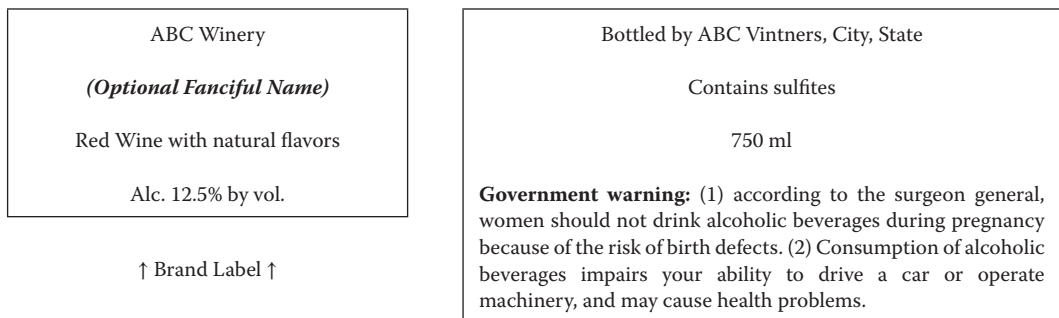 ABC Winery
(Optional Fanciful Name)
Red Wine with natural flavors
Alc. 12.5% by vol.
↑ Brand Label ↑
Bottled by ABC Vintners, City, State
Contains sulfites
750 ml
Government warning: (1) according to the surgeon general,
women should not drink alcoholic beverages during pregnancy
because of the risk of birth defects. (2) Consumption of alcoholic
beverages impairs your ability to drive a car or operate
machinery, and may cause health problems.